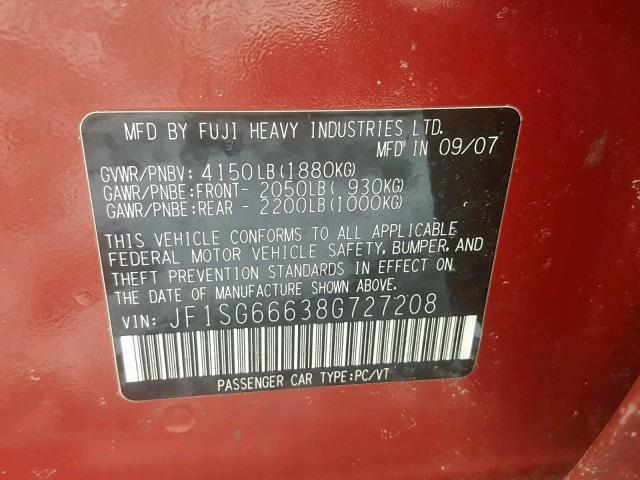 MFD BY FUJI HEAVY INDUSTRIES LTD.
MFD IN 09/07
GVWR/PNBV: 4150LB(1880KG)
GAWR/PNBE:FRONT- 2050LB( 930KG)
GAWR/PNBE:REAR - 2200LB(1000KG)
THIS VEHICLE CONFORMS TO ALL APPLICABLE
FEDERAL MOTOR VEHICLE SAFETY, BUMPER, AND
THEFT PREVENTION STANDARDS IN EFFECT ON
THE DATE OF MANUFACTURE SHOWN ABOVE.
VIN: JF1SG66638G727208
PASSENGER CAR TYPE:PC/VT